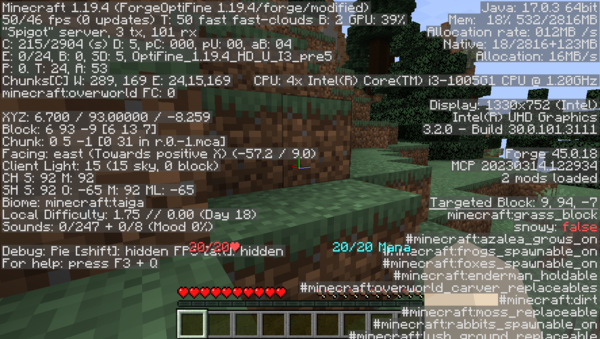 Minecraft 1.19.4 (ForgeOptiFine 1.19.4/forge/modified)
50/46 fps (0 updates) T: 50 fast fast-clouds B: 2 GPU: 39%
"Spigot" server, 3 tx, 101 rx
C: 215/2904 (s) D: 5, pC: 000, pU: 00, aB: 04
E: 0/24, B: 0, SD: 5, OptiFine_1.19.4_HD_U_I3_pre5
P: 0. T: 24, A: 53
Chunks[C] W: 289, 169 E: 24,15,169
minecraft:overworld FC: 0
XYZ: 6.700 / 93.00000 / -8.259
Block: 6 93 -9 [6 13 7]
Chunk: 0 5 -1 [0 31 in r.0.-1.mca]
Facing: east (Towards positive X) (-57.2 / 9.0)
Client Light: 15 (15 sky, 0 block)
CH S: 92 M: 92
SH S: 92 O: -65 M: 92 ML: -65
Biome: minecraft:taiga
Local Difficulty: 1.75 // 0.00 (Day 18)
Sounds: 0/247 + 0/8 (Mood 0%)
Debug: Pie [shift]: hidden FPS [alt]: hidden
For help: press F3 + Q
Java: 17.0.3 64bit
Mem: 18% 532/2816MB
Allocation rate: 012MB /s
Native: 18/2816+123MB
Allocation: 16MB/s
CPU: 4x Intel(R) Core(TM) i3-1005G1 CPU @ 1.20GHz
Display: 1330x752 (Intel)
Intel(R) UHD Graphics
3.2.0 - Build 30.0.101.3111
Forge 45.0.18
MCP 20230314.122934
2 mods loaded
Targeted Block: 9, 94, -7
minecraft:grass_block
snowy: false
#minecraft:azalea_grows_on
#minecraft:frogs_spawnable_on
#minecraft:foxes_spawnable_on
#minecraft:enderman_holdable
#minecraft:overworld_carver_replaceables
#minecraft:dirt
#minecraft:moss_replaceable
#minecraft:rabbits_spawnable_on
#minecraft:lush_ground_replaceable
20/20❤
20/20 Mana